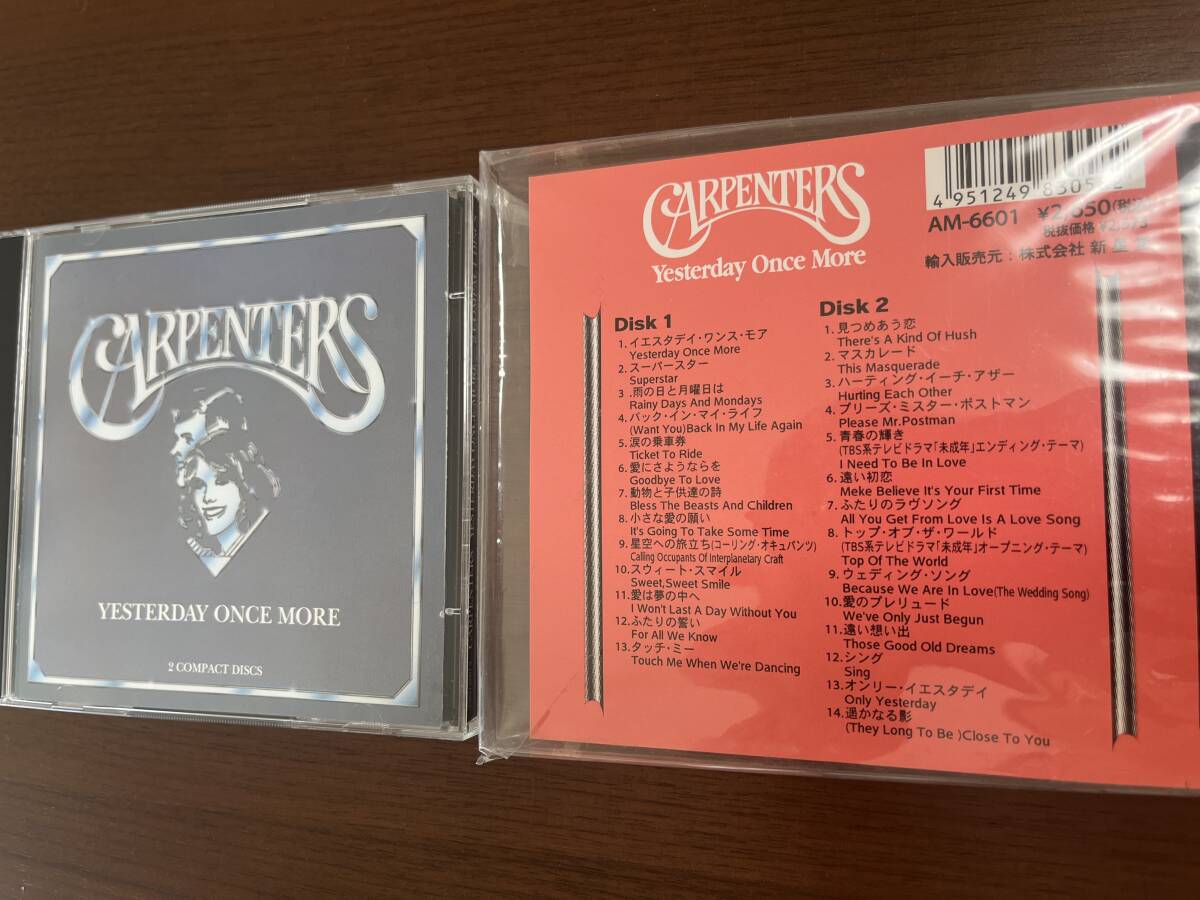 CARPENTERS
YESTERDAY ONCE MORE
2 COMPACT DISCS
CARPENTERS
Yesterday Once More
4 951249
AM-6601 ¥2,650(税込)
税抜価格
輸入販売元:株式会社 新星
Disk 1
1.イエスタデイ・ワンス・モア
Yesterday Once More
2.スーパースター
Superstar
3.雨の日と月曜日は
Rainy Days And Mondays
4.バック・イン・マイ・ライフ
(Want You)Back In My Life Again
5.涙の乗車券
Ticket To Ride
6.愛にさようならを
Goodbye To Love
7.動物と子供達の詩
Bless The Beasts And Children
8.小さな愛の願い
It's Going To Take Some Time
9.星空への旅立ち(コーリング・オキュパンツ)
Calling Occupants Of Interplanetary Craft
10.スウィート・スマイル
Sweet,Sweet Smile
11.愛は夢の中へ
I Won't Last A Day Without You
12.ふたりの誓い
For All We Know
13.タッチ・ミー
Touch Me When We're Dancing
Disk 2
1.見つめあう恋
There's A Kind Of Hush
2.マスカレード
This Masquerade
3.ハーティング・イーチ・アザー
Hurting Each Other
4.プリーズ・ミスター・ポストマン
Please Mr.Postman
5.青春の輝き
(TBS系テレビドラマ「未成年」エンディング・テーマ)
I Need To Be In Love
6.遠い初恋
Meke Believe It's Your First Time
7.ふたりのラヴソング
All You Get From Love Is A Love Song
8.トップ・オブ・ザ・ワールド
(TBS系テレビドラマ「未成年」オープニング・テーマ)
Top Of The World
9.ウェディング・ソング
Because We Are In Love(The Wedding Song)
10.愛のプレリュード
We've Only Just Begun
11.遠い想い出
Those Good Old Dreams
12.シング
Sing
13.オンリー・イエスタデイ
Only Yesterday
14.遥かなる影
(They Long To Be )Close To You